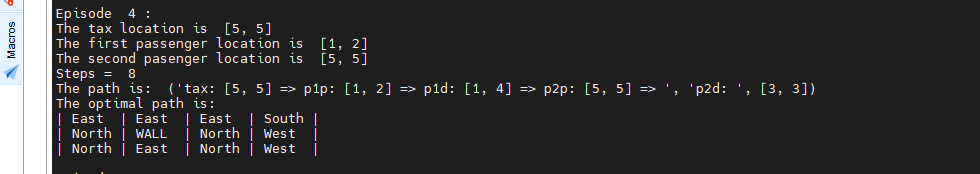 Macros
Episode  4 :
The tax location is  [5, 5]
The first passenger location is  [1, 2]
The second pasenger location is  [5, 5]
Steps =  8
The path is:  ('tax: [5, 5] => p1p: [1, 2] => p1d: [1, 4] => p2p: [5, 5] => ', 'p2d: ', [3, 3])
The optimal path is:
| East  | East  | East  | South |
| North | WALL  | North | West  |
| North | East  | North | West  |